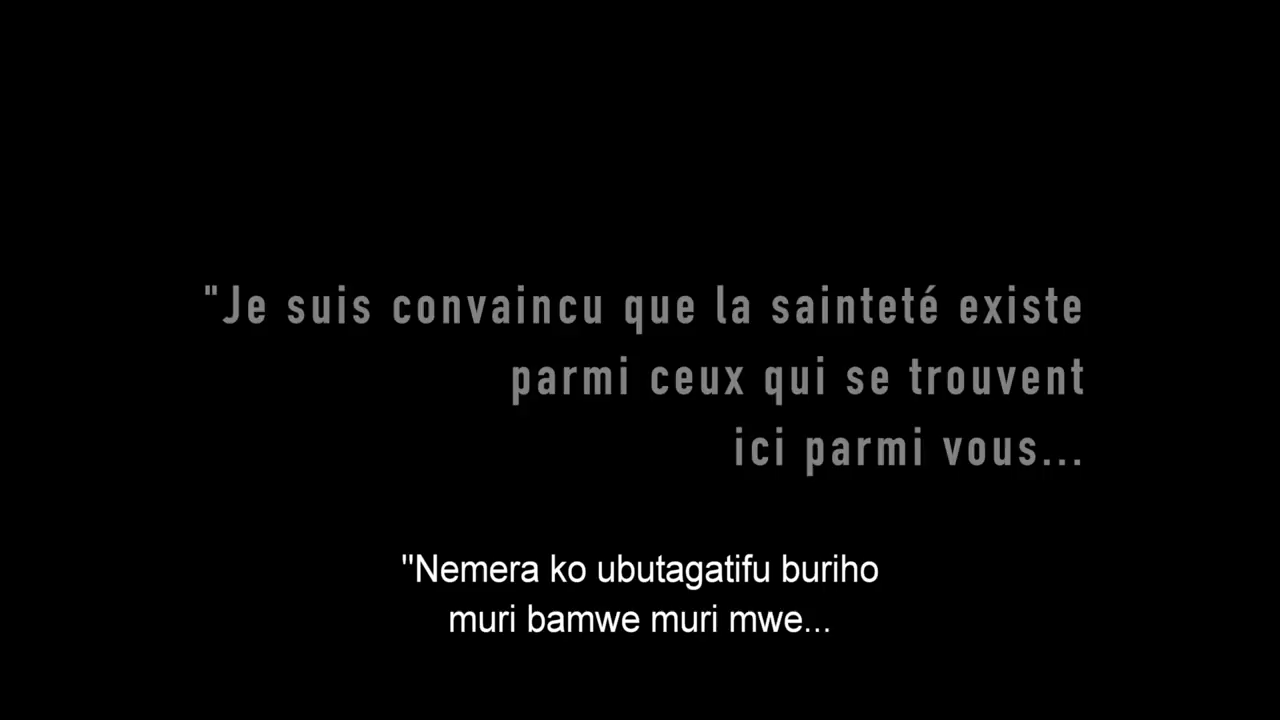 "Je suis convaincu que la sainteté existe
parmi ceux qui se trouvent
ici parmi vous...
"Nemera ko ubutagatifu buriho
muri bamwe muri mwe...